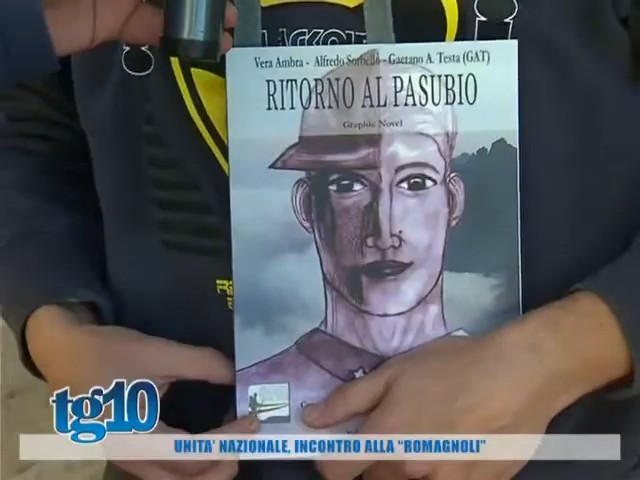 Vera Ambra - Alfredo Sorbello - Gaetano A. Testa (GAT)
RITORNO AL PASUBIO
Graphic Novel
tg10
UNITA' NAZIONALE, INCONTRO ALLA "ROMAGNOLI"